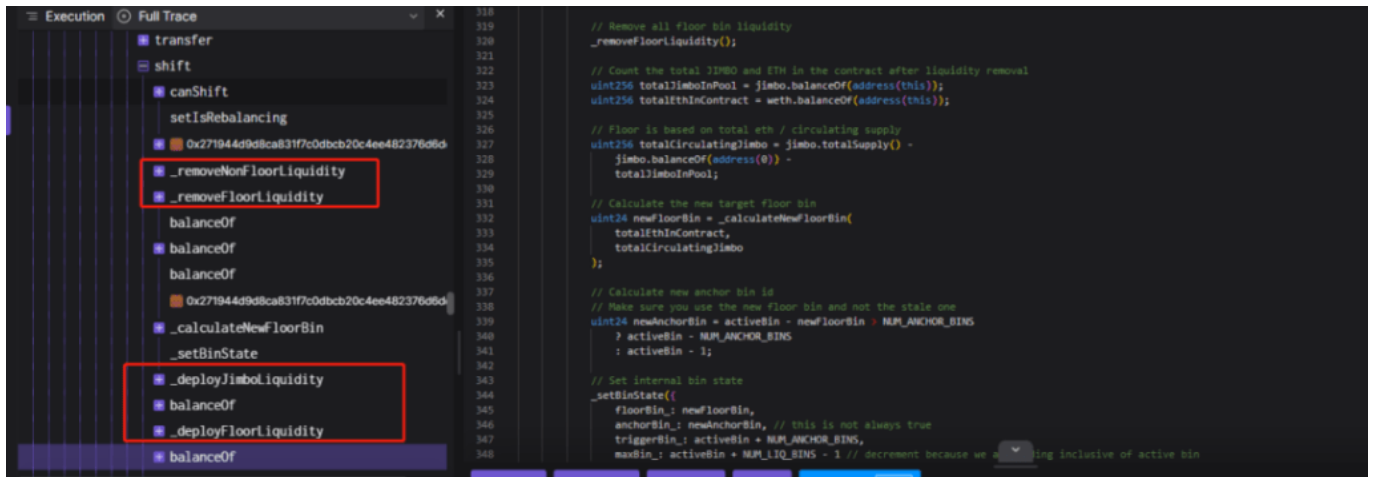 Execution Full Trace
transfer
shift
canShift
setIsRebalancing
0x271944d9d8ca831f7c0dbcb20c4ee482376d6d
_removeNonFloorLiquidity
_removeFloorLiquidity
balanceOf
balanceOf
balanceOf
0x271944d9d8ca831f7c0dbcb20c4ee482376d6d
_calculateNewFloorBin
_setBinState
_deployJimboLiquidity
balanceOf
_deployFloorLiquidity
balanceOf
318
319 // Remove all floor bin liquidity
320 _removeFloorLiquidity();
321
322 // Count the total JIMBO and ETH in the contract after liquidity removal
323 uint256 totalJimboInPool = jimbo.balanceOf(address(this));
324 uint256 totalEthInContract = weth.balanceOf(address(this));
325
326 // Floor is based on total eth / circulating supply
327 uint256 totalCirculatingJimbo = jimbo.totalSupply() -
328 jimbo.balanceOf(address(0)) -
329 totalJimboInPool;
330
331 // Calculate the new target floor bin
332 uint24 newFloorBin = _calculateNewFloorBin(
333 totalEthInContract,
334 totalCirculatingJimbo
335 );
336
337 // Calculate new anchor bin id
338 // Make sure you use the new floor bin and not the stale one
339 uint24 newAnchorBin = activeBin - newFloorBin > NUM_ANCHOR_BINS
340 ? activeBin - NUM_ANCHOR_BINS
341 : activeBin - 1;
342
343 // Set internal bin state
344 _setBinState({
345 floorBin_: newFloorBin,
346 anchorBin_: newAnchorBin, // this is not always true
347 triggerBin_: activeBin + NUM_ANCHOR_BINS,
348 maxBin_: activeBin + NUM_LIQ_BINS - 1 // decrement because we a ing inclusive of active bin